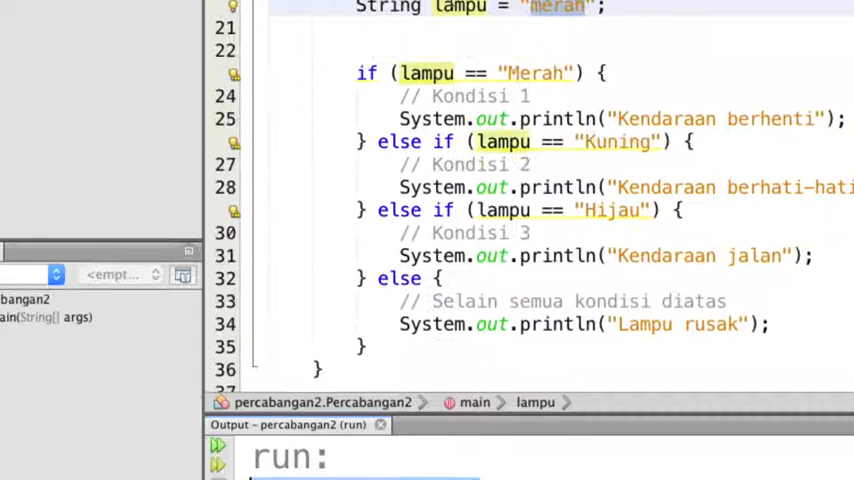 String lampu = "merah";
21
22
if (lampu == "Merah") {
24 // Kondisi 1
25 System.out.println("Kendaraan berhenti");
} else if (lampu == "Kuning") {
27 // Kondisi 2
28 System.out.println("Kendaraan berhati-hati
} else if (lampu == "Hijau") {
30 // Kondisi 3
31 System.out.println("Kendaraan jalan");
32 } else {
33 // Selain semua kondisi diatas
34 System.out.println("Lampu rusak");
35 }
36 }
37
<empt...
bangan2
ain(String[] args)
percabangan2.Percabangan2 main lampu
Output - percabangan2 (run)
run: